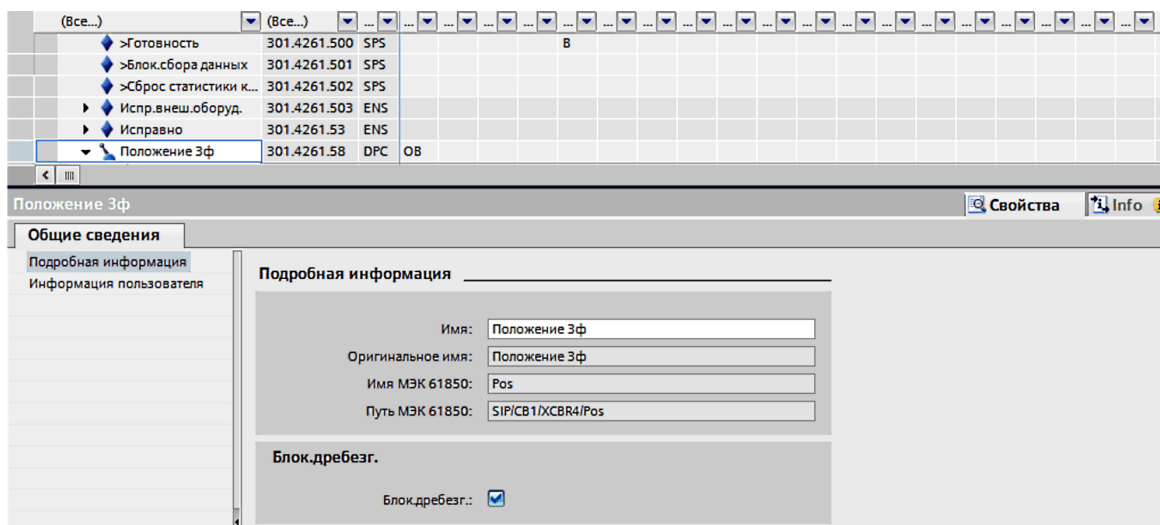 (Все...) (Все...) ... ... ... ... ... ... ... ... ... ... ... ... ... ... ... ... ... ... ...
>Готовность 301.4261.500 SPS В
>Блок.сбора данных 301.4261.501 SPS
>Сброс статистики к... 301.4261.502 SPS
Испр.внеш.оборуд. 301.4261.503 ENS
Исправно 301.4261.53 ENS
Положение 3ф 301.4261.58 DPC ОВ
Положение 3ф Свойства Info
Общие сведения
Подробная информация
Информация пользователя
Подробная информация
Имя: Положение 3ф
Оригинальное имя: Положение 3ф
Имя МЭК 61850: Pos
Путь МЭК 61850: SIP/CB1/XCBR4/Pos
Блок.дребезг.
Блок.дребезг.: